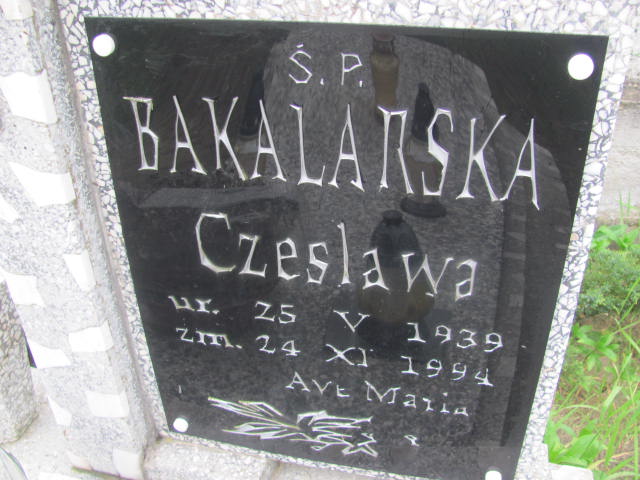 Ś.P.
BAKALARSKA
Czesława
ur. 25 V 1939
zm. 24 XI 1994
AVE Maria